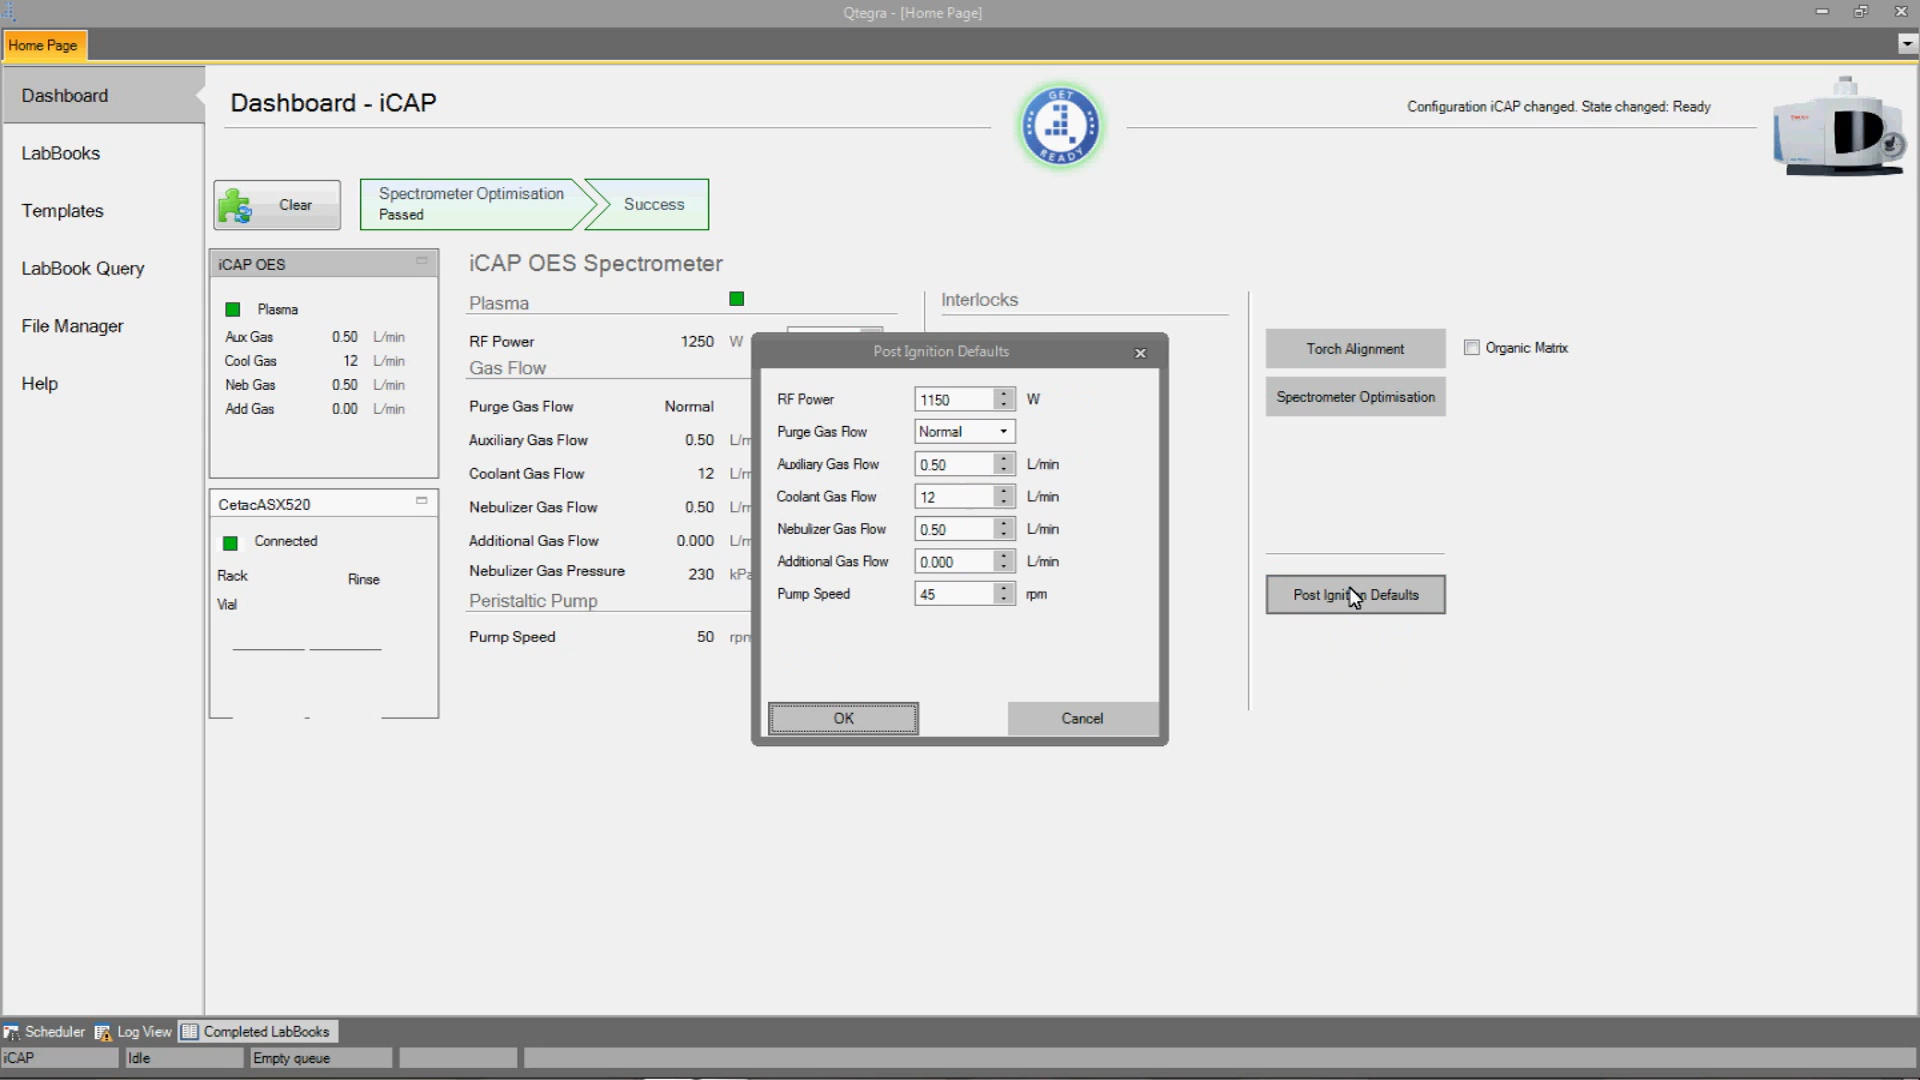 Qtegra - [Home Page]
Home Page
Dashboard
LabBooks
Templates
LabBook Query
File Manager
Help
Dashboard - iCAP
GET
READY
Configuration iCAP changed. State changed: Ready
Clear
Spectrometer Optimisation
Passed
Success
iCAP OES
Plasma
Aux Gas 0.50 L/min
Cool Gas 12 L/min
Neb Gas 0.50 L/min
Add Gas 0.00 L/min
CetacASX520
Connected
Rack Rinse
Vial
iCAP OES Spectrometer
Plasma
RF Power 1250 W
Gas Flow
Purge Gas Flow Normal
Auxiliary Gas Flow 0.50
Coolant Gas Flow 12
Nebulizer Gas Flow 0.50
Additional Gas Flow 0.000
Nebulizer Gas Pressure 230 kPa
Peristaltic Pump
Pump Speed 50
Interlocks
Post Ignition Defaults
RF Power 1150 W
Purge Gas Flow Normal
Auxiliary Gas Flow 0.50 L/min
Coolant Gas Flow 12 L/min
Nebulizer Gas Flow 0.50 L/min
Additional Gas Flow 0.000 L/min
Pump Speed 45 rpm
OK Cancel
Torch Alignment
Organic Matrix
Spectrometer Optimisation
Post Ignition Defaults
Scheduler Log View Completed LabBooks
iCAP Idle Empty queue